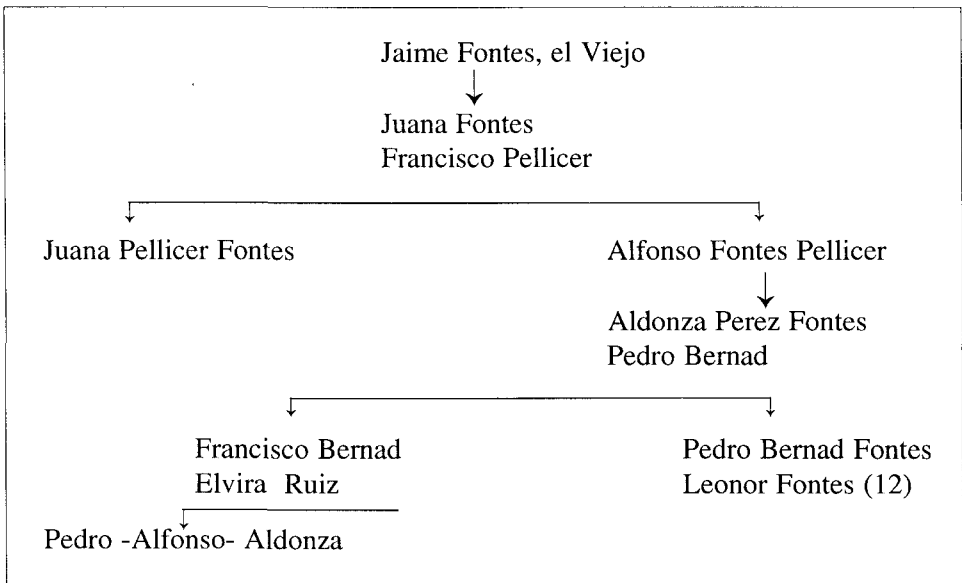 Jaime Fontes, el Viejo
Juana Fontes
Francisco Pellicer
Juana Pellicer Fontes
Alfonso Fontes Pellicer
Aldonza Perez Fontes
Pedro Bernad
Francisco Bernad
Elvira Ruiz
Pedro Bernad Fontes
Leonor Fontes (12)
Pedro -Alfonso- Aldonza